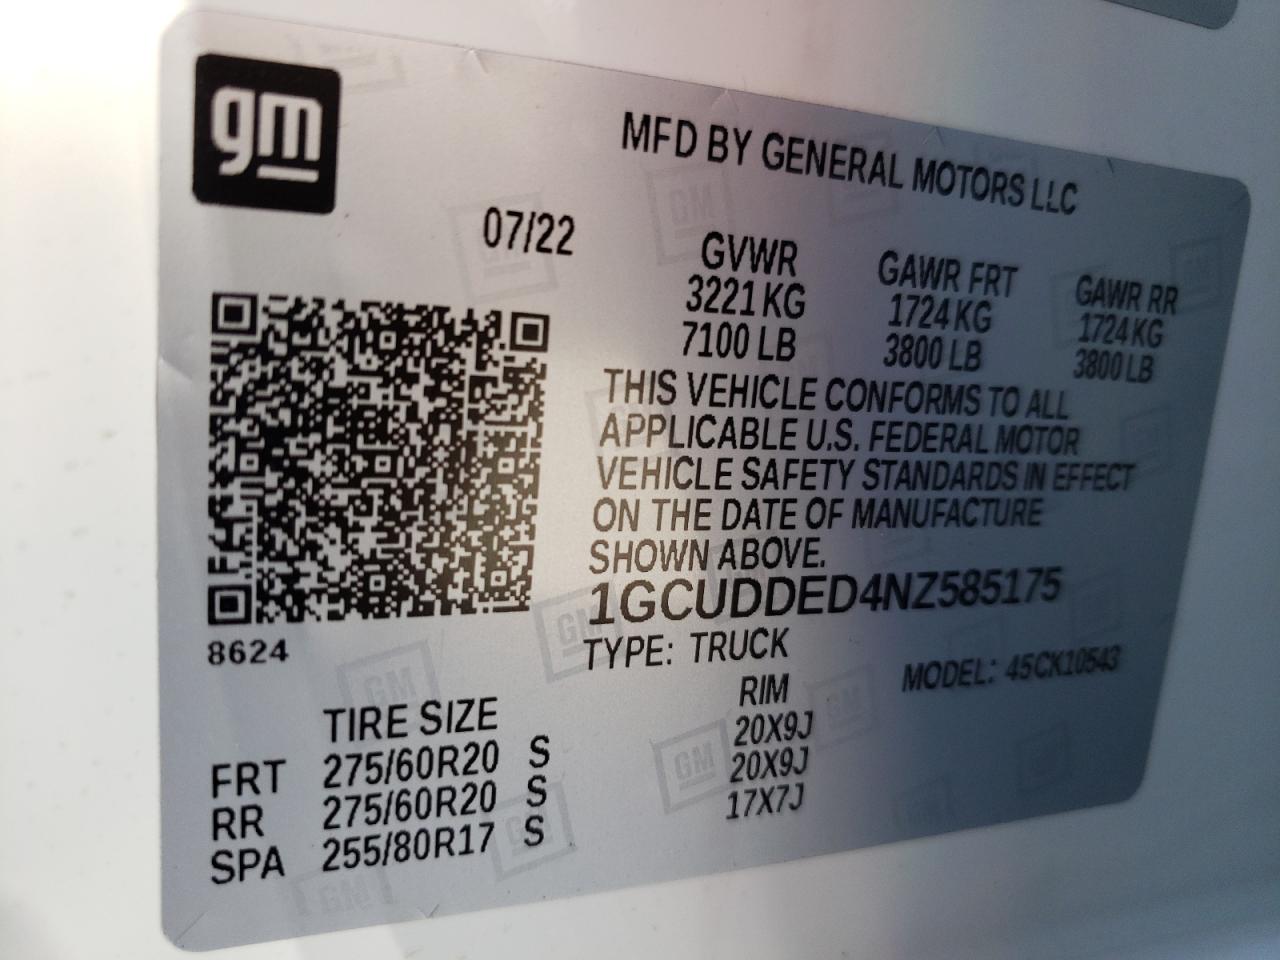 gm
MFD BY GENERAL MOTORS LLC
07/22
GVWR GAWR FRT GAWR RR
3221 KG 1724 KG 1724 KG
7100 LB 3800 LB 3800 LB
THIS VEHICLE CONFORMS TO ALL
APPLICABLE U.S. FEDERAL MOTOR
VEHICLE SAFETY STANDARDS IN EFFECT
ON THE DATE OF MANUFACTURE
SHOWN ABOVE.
1GCUDDED4NZ585175
8624
TYPE: TRUCK MODEL: 45CK10543
TIRE SIZE RIM
FRT 275/60R20 S 20X9J
RR 275/60R20 S 20X9J
SPA 255/80R17 S 17X7J